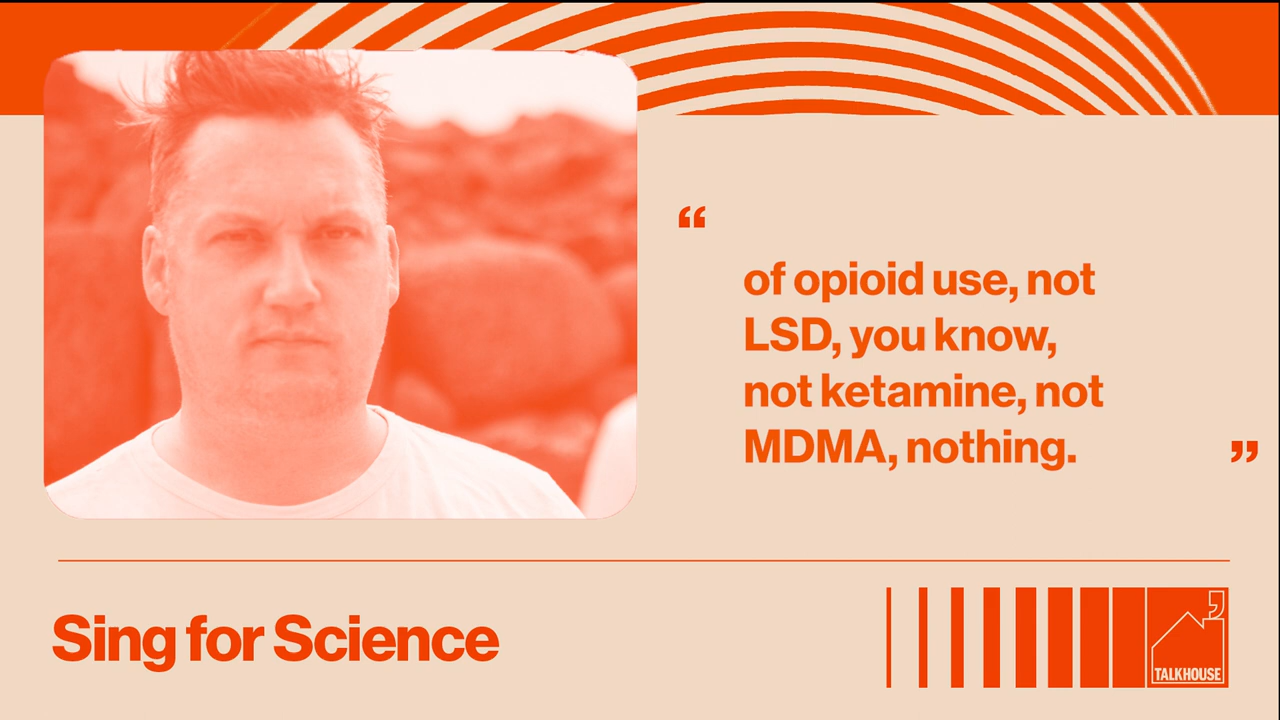 “
of opioid use, not
LSD, you know,
not ketamine, not
MDMA, nothing.
”
Sing for Science
TALKHOUSE